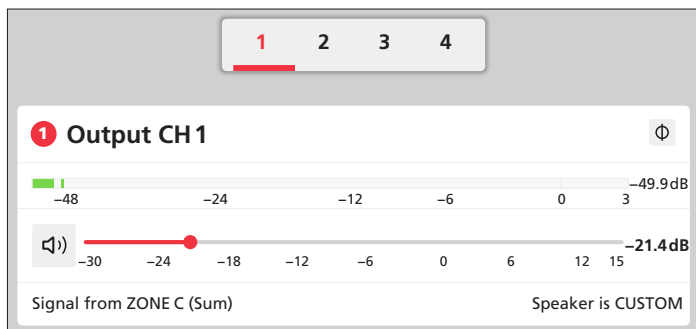 1 2 3 4
1 Output CH 1
−49.9 dB
−48 −24 −12 −6 0 3
−21.4 dB
−30 −24 −18 −12 −6 0 6 12 15
Signal from ZONE C (Sum) Speaker is CUSTOM